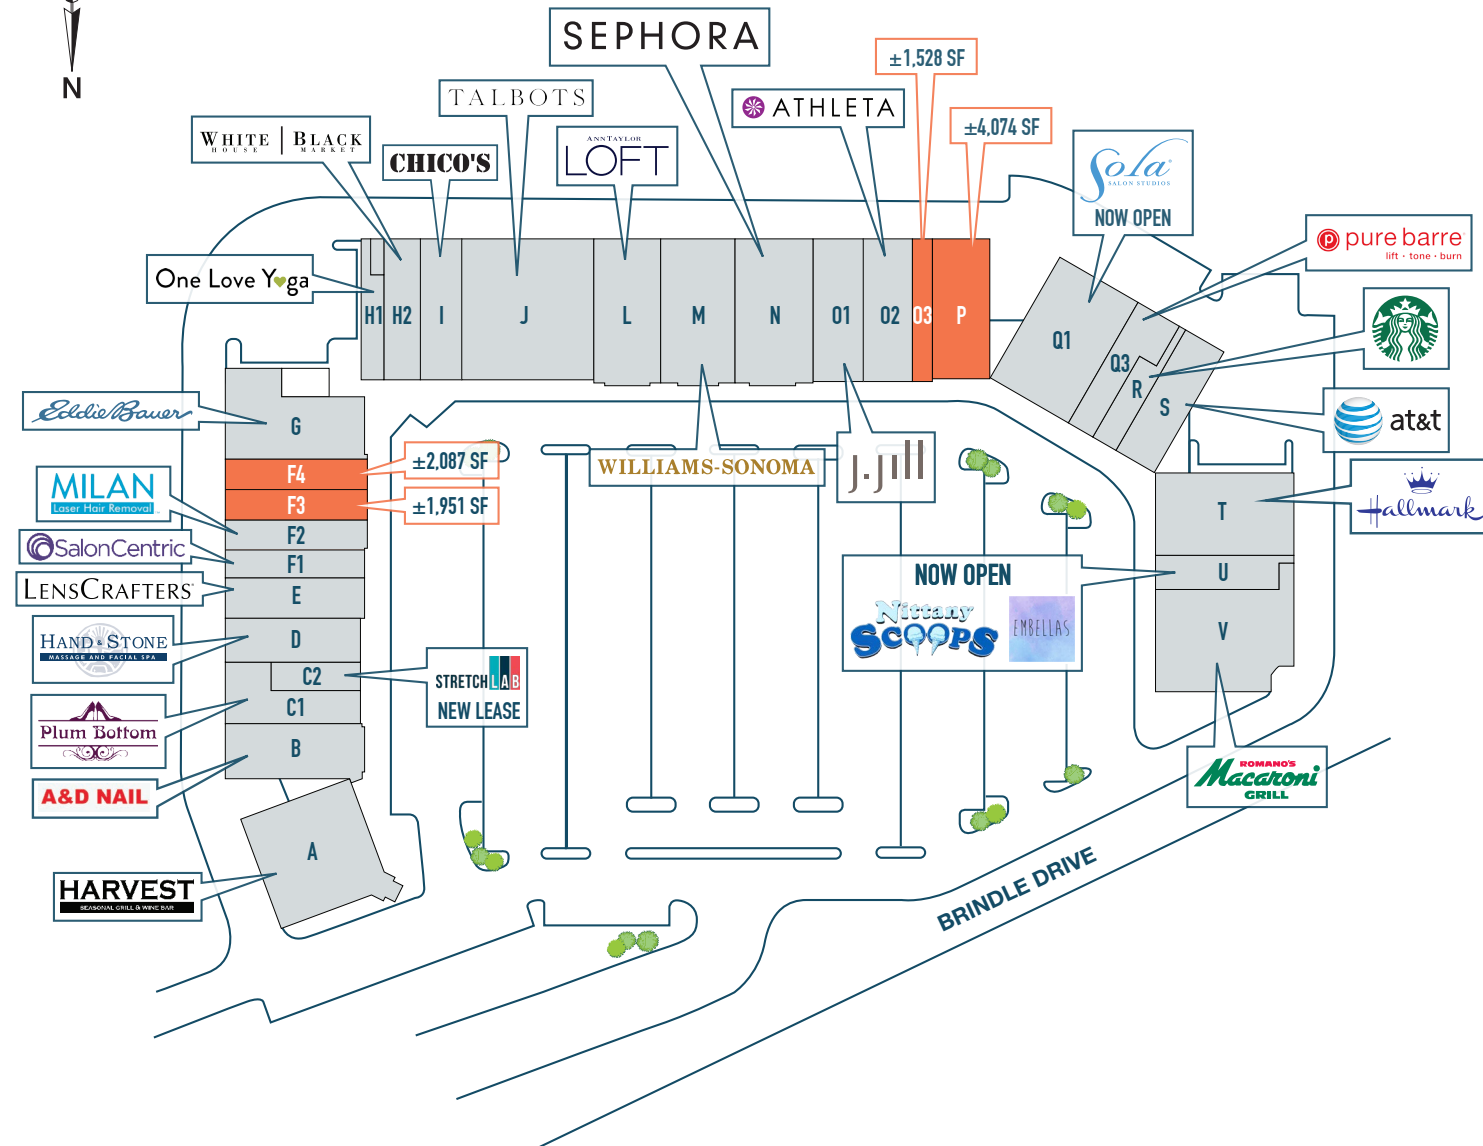 N
SEPHORA
±1,528 SF
±4,074 SF
TALBOTS
ATHLETA
WHITE | BLACK
HOUSE MARKET
CHICO'S
ANN TAYLOR
LOFT
Sola
SALON STUDIOS
NOW OPEN
pure barre
lift · tone · burn
One Love Yoga
H1
H2
I
J
L
M
N
O1
O2
O3
P
Q1
Q3
R
S
at&t
Eddie Bauer
G
F4
±2,087 SF
F3
±1,951 SF
WILLIAMS-SONOMA
J.Jill
MILAN
Laser Hair Removal
F2
SalonCentric
F1
LENSCRAFTERS
E
Hallmark
T
U
V
NOW OPEN
Nittany
SCOOPS
EMBELLAS
HAND & STONE
MASSAGE AND FACIAL SPA
D
C2
STRETCH LAB
NEW LEASE
Plum Bottom
C1
B
A&D NAIL
ROMANO'S
Macaroni
GRILL
A
HARVEST
SEASONAL GRILL & WINE BAR
BRINDLE DRIVE